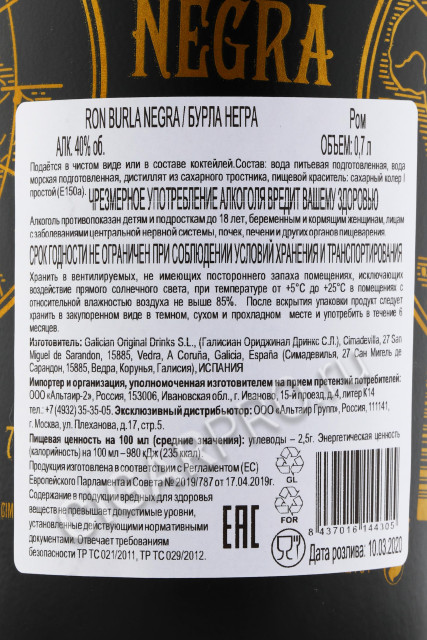 NEGRA
RON BURLA NEGRA / БУРЛА НЕГРА Ром
АЛК. 40% об. ОБЪЕМ: 0,7 л
Подаётся в чистом виде или в составе коктейлей.Состав: вода питьевая подготовленная, вода
морская подготовленная, дистиллят из сахарного тростника, пищевой краситель: сахарный колер I
простой (Е150а).
ЧРЕЗМЕРНОЕ УПОТРЕБЛЕНИЕ АЛКОГОЛЯ ВРЕДИТ ВАШЕМУ ЗДОРОВЬЮ
Алкоголь противопоказан детям и подросткам до 18 лет, беременным и кормящим женщинам, лицам
с заболеваниями центральной нервной системы, почек, печени и других органов пищеварения.
СРОК ГОДНОСТИ НЕ ОГРАНИЧЕН ПРИ СОБЛЮДЕНИИ УСЛОВИЙ ХРАНЕНИЯ И ТРАНСПОРТИРОВАНИЯ
Хранить в вентилируемых, не имеющих постороннего запаха помещениях, исключающих
воздействие прямого солнечного света, при температуре от +5°С до +25°С в помещениях с
относительной влажностью воздуха не выше 85%. После вскрытия упаковки продукт следует
хранить в закупоренном виде в темном, сухом и прохладном месте и употребить в течение 6
месяцев.
Изготовитель: Galician Original Drinks S.L., (Галисиан Ориджинал Дринкс С.Л.), Cimadevilla, 27 San
Miguel de Sarandon, 15885, Vedra, A Coruña, Galicia, España (Симадевилья, 27 Сан Мигель де
Сарандон, 15885, Ведра, Корунья, Галисия), ИСПАНИЯ
Импортер и организация, уполномоченная изготовителем на прием претензий потребителей:
ООО «Альтаир-2», Россия, 153006, Ивановская обл., г. Иваново, 15-й проезд, д.4, литер К14
тел.:+7 (4932) 35-35-05. Эксклюзивный дистрибьютор: ООО «Альтаир Групп», Россия, 111141,
г. Москва, ул. Плеханова, д.17, стр.5.
Пищевая ценность на 100 мл (средние значения): углеводы – 2,5г. Энергетическая ценность
(калорийность) на 100 мл – 980 кДж (235 ккал).
Продукция изготовлена в соответствии с Регламентом (ЕС)
Европейского Парламента и Совета № 2019/787 от 17.04.2019г.
Содержание в продукции вредных для здоровья
веществ не превышает допустимые уровни,
установленные действующими нормативными
документами. Отвечает требованиям
безопасности ТР ТС 021/2011, ТР ТС 029/2012.
EAC
GL
FOR
8 437016 144305
Дата розлива: 10.03.2020